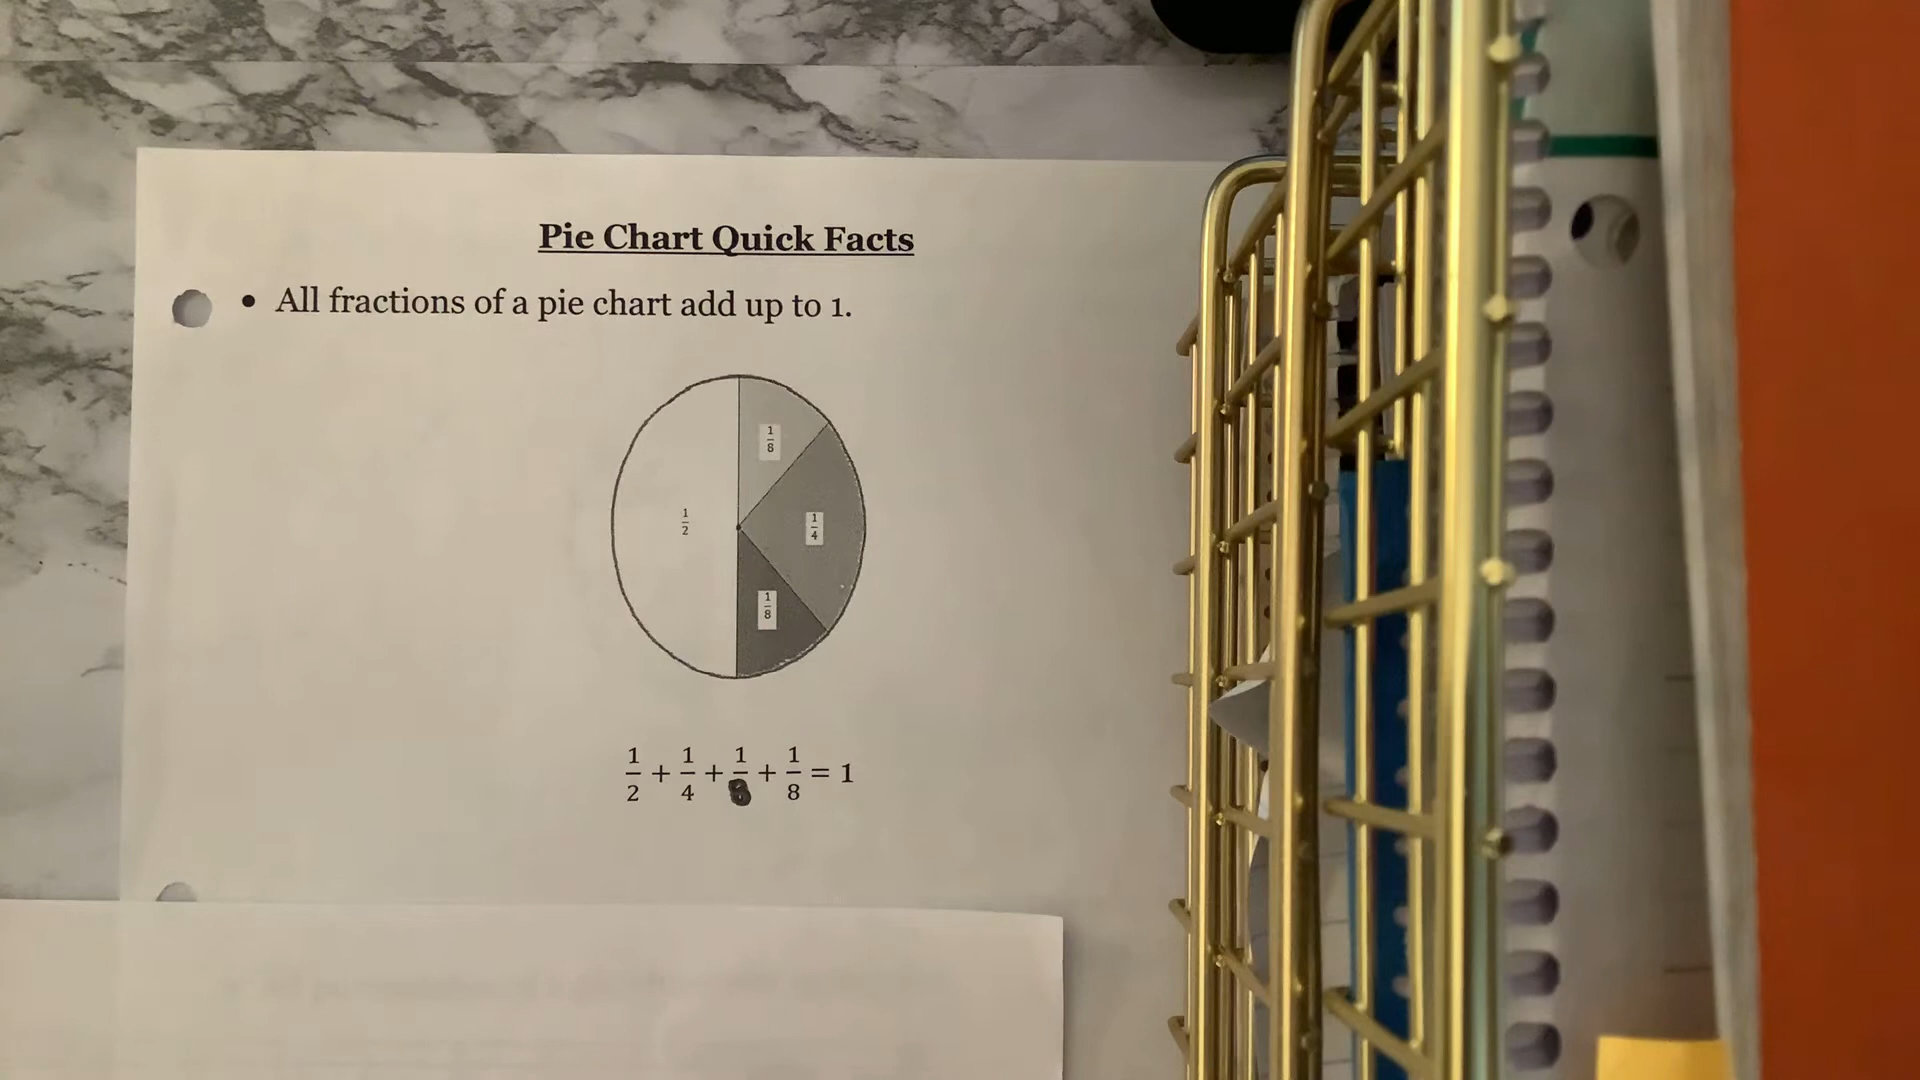 Pie Chart Quick Facts
• All fractions of a pie chart add up to 1.
1/8
1/2
1/4
1/8
1/2 + 1/4 + 1/8 + 1/8 = 1